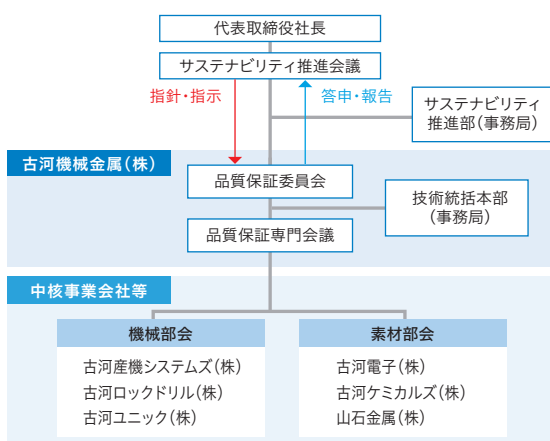 代表取締役社長
サステナビリティ推進会議
指針・指示
答申・報告
サステナビリティ
推進部(事務局)
古河機械金属(株)
品質保証委員会
技術統括本部
(事務局)
品質保証専門会議
中核事業会社等
機械部会
古河産機システムズ(株)
古河ロックドリル(株)
古河ユニック(株)
素材部会
古河電子(株)
古河ケミカルズ(株)
山石金属(株)